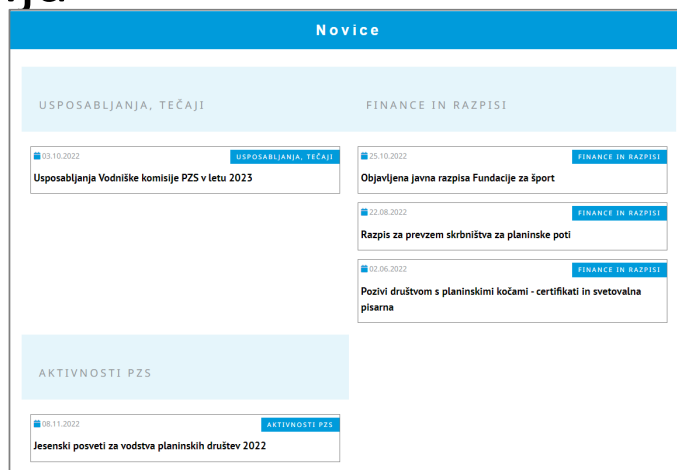 Novice
USPOSABLJANJA, TEČAJI
03.10.2022 USPOSABLJANJA, TEČAJI
Usposabljanja Vodniške komisije PZS v letu 2023
FINANCE IN RAZPISI
25.10.2022 FINANCE IN RAZPISI
Objavljena javna razpisa Fundacije za šport
22.08.2022 FINANCE IN RAZPISI
Razpis za prevzem skrbništva za planinske poti
02.06.2022 FINANCE IN RAZPISI
Pozivi društvom s planinskimi kočami - certifikati in svetovalna
pisarna
AKTIVNOSTI PZS
08.11.2022 AKTIVNOSTI PZS
Jesenski posveti za vodstva planinskih društev 2022